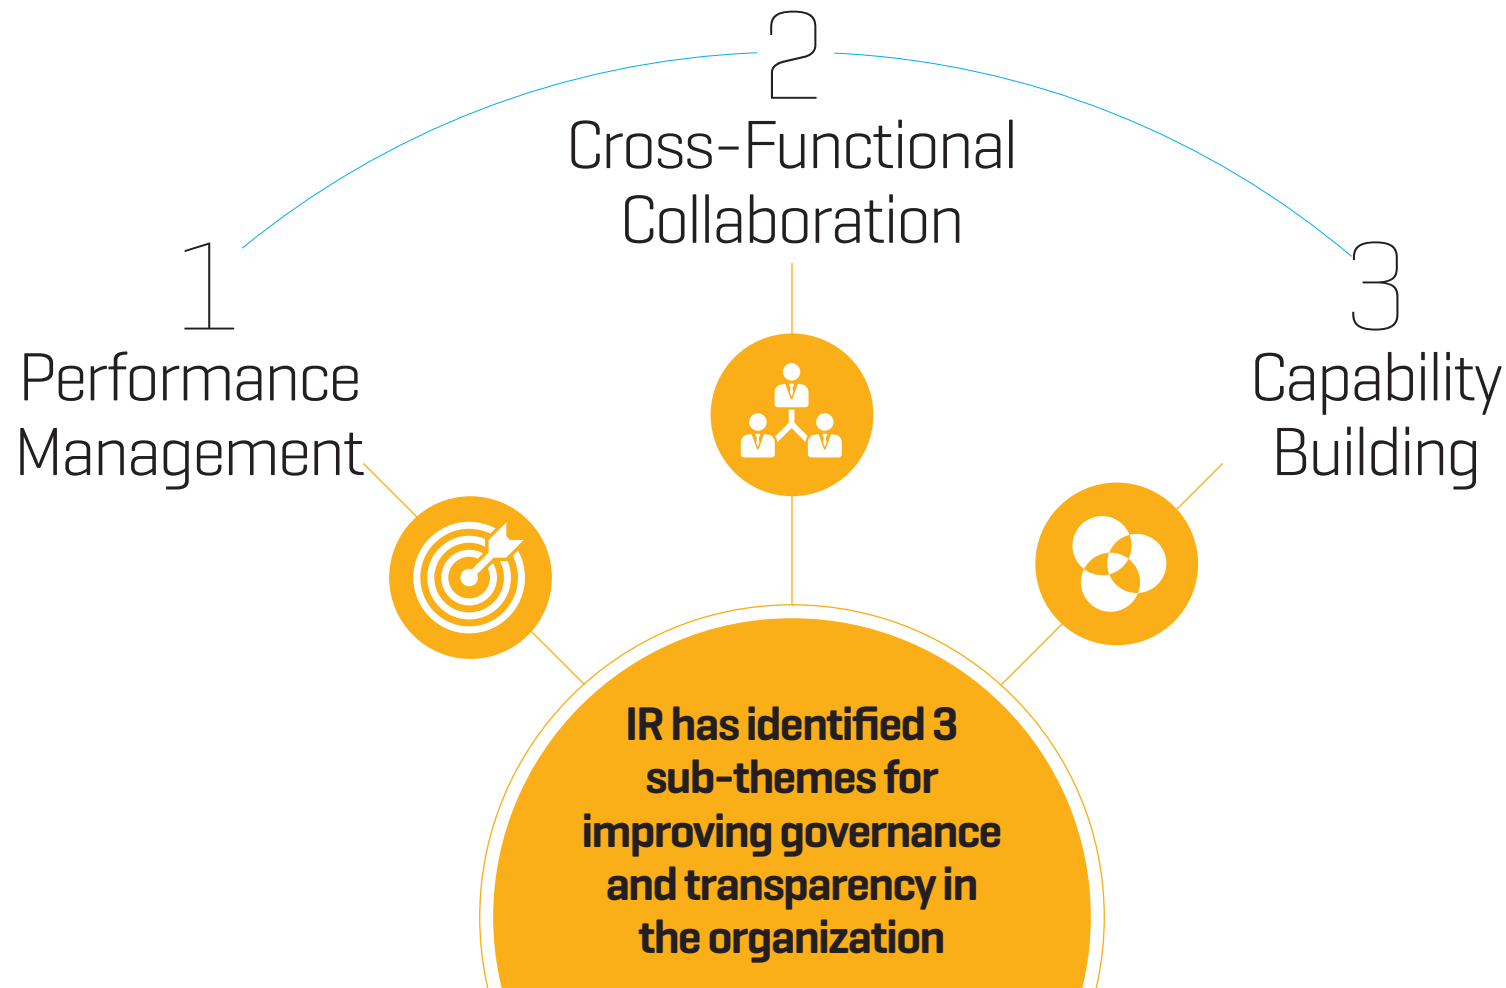 1
Performance
Management
2
Cross-Functional
Collaboration
3
Capability
Building
IR has identified 3
sub-themes for
improving governance
and transparency in
the organization